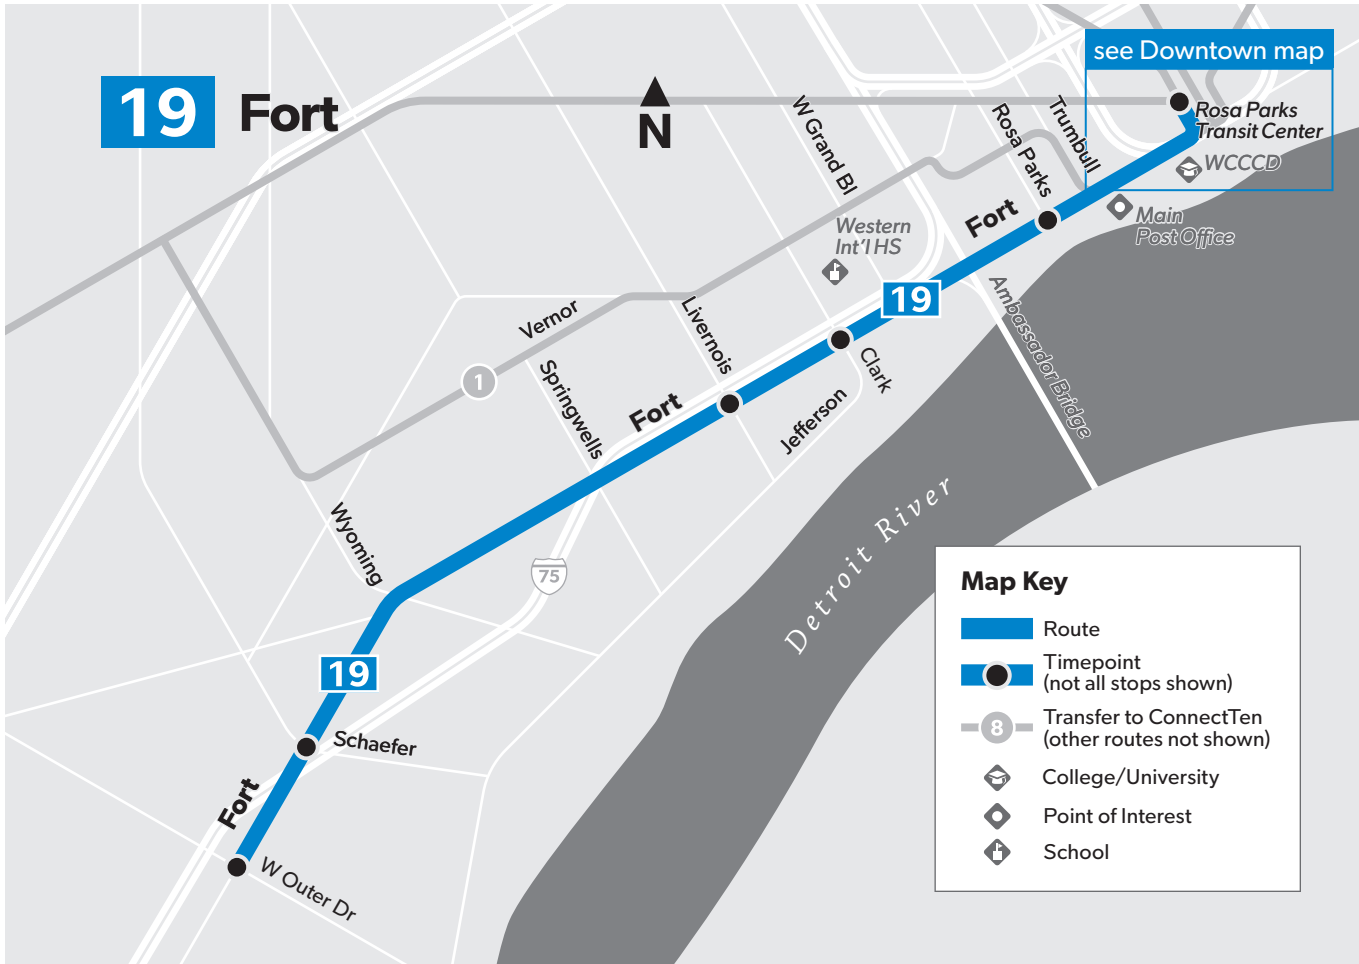 see Downtown map
19 Fort
N
W Grand Bl
Rosa Parks
Trumbull
Rosa Parks
Transit Center
WCCCD
Main
Post Office
Fort
Western
Int'l HS
19
Ambassador Bridge
Vernor
Livernois
1
Springwells
Fort
Clark
Jefferson
Wyoming
75
Detroit River
19
Schaefer
Fort
W Outer Dr
Map Key
Route
Timepoint
(not all stops shown)
8
Transfer to ConnectTen
(other routes not shown)
College/University
Point of Interest
School